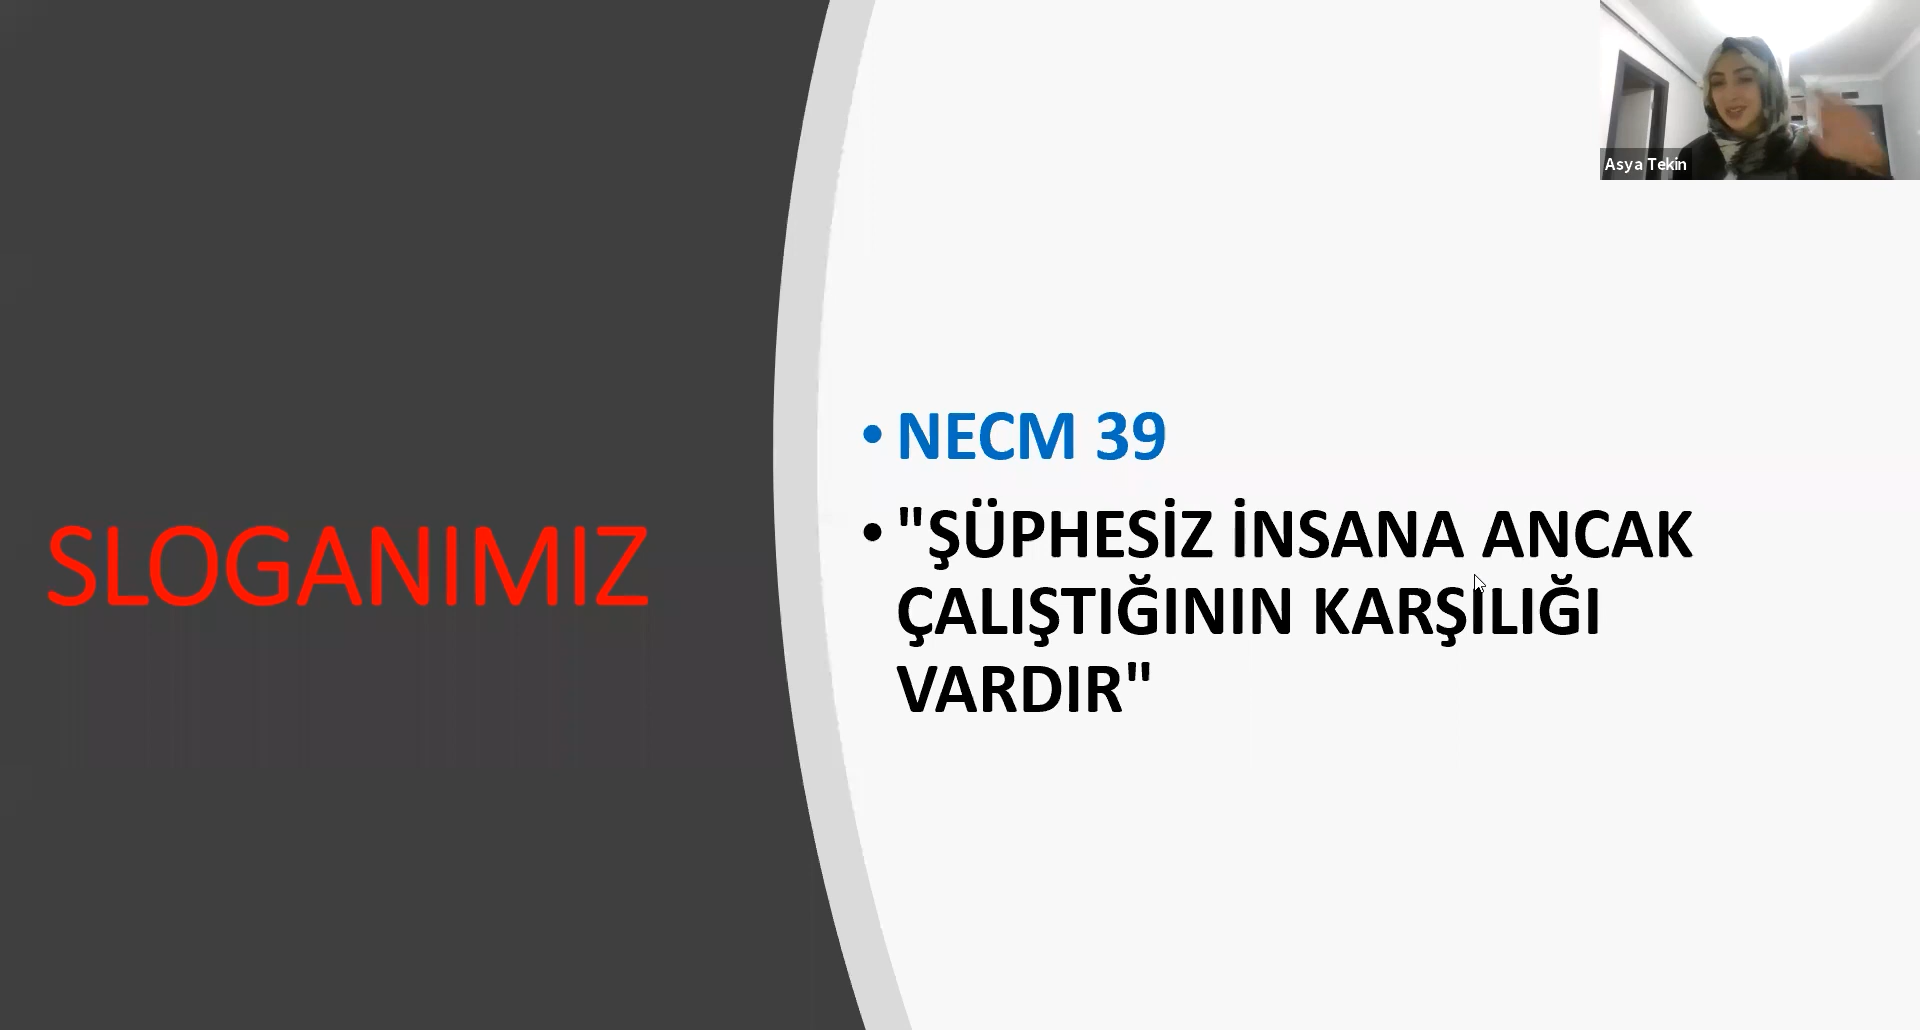 Asya Tekin
SLOGANIMIZ
• NECM 39
• "ŞÜPHESİZ İNSANA ANCAK
ÇALIŞTIĞININ KARŞILIĞI
VARDIR"